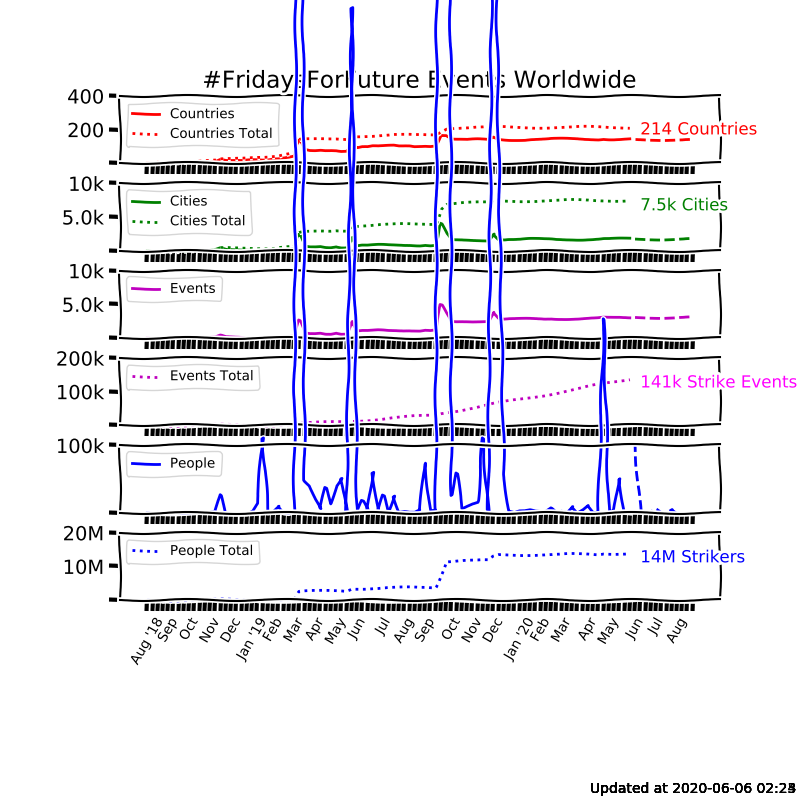 #FridaysForFuture Events Worldwide
400
200
Countries
Countries Total
214 Countries
10k
5.0k
Cities
Cities Total
7.5k Cities
10k
5.0k
Events
200k
100k
Events Total
141k Strike Events
100k
People
20M
10M
People Total
14M Strikers
Aug '18
Sep
Oct
Nov
Dec
Jan '19
Feb
Mar
Apr
May
Jun
Jul
Aug
Sep
Oct
Nov
Dec
Jan '20
Feb
Mar
Apr
May
Jun
Jul
Aug
Updated at 2020-06-06